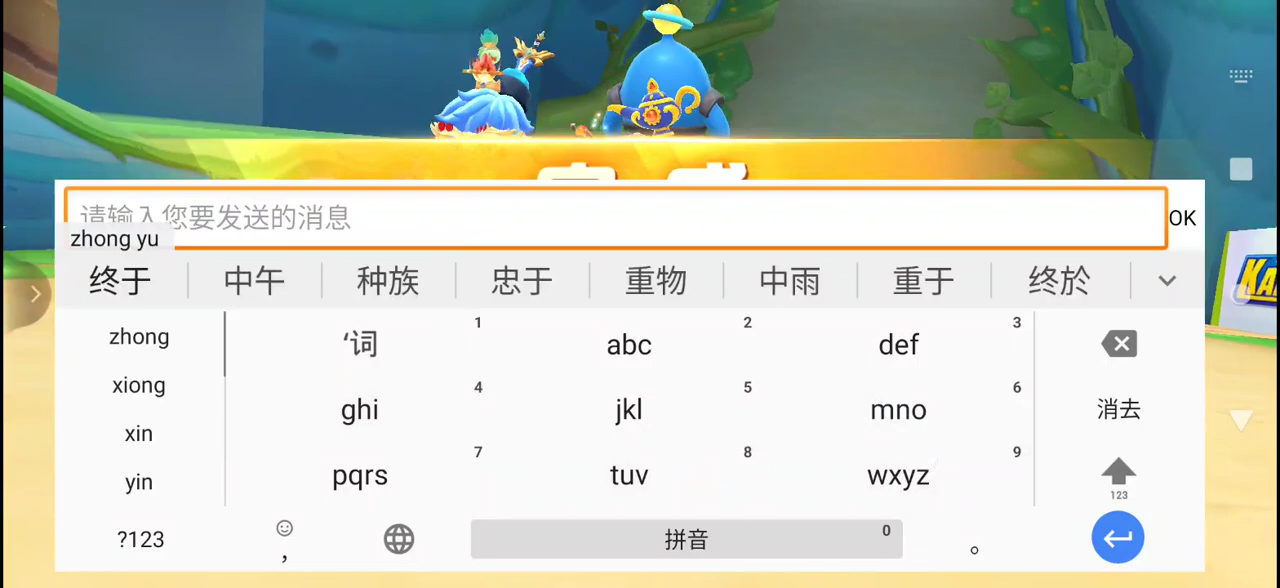 请输入您要发送的消息 OK
zhong yu
终于 中午 种族 忠于 重物 中雨 重于 终於
zhong ‘词 1 abc 2 def 3
xiong ghi 4 jkl 5 mno 6 消去
xin pqrs 7 tuv 8 wxyz 9
yin 123
?123 , 拼音 0 。